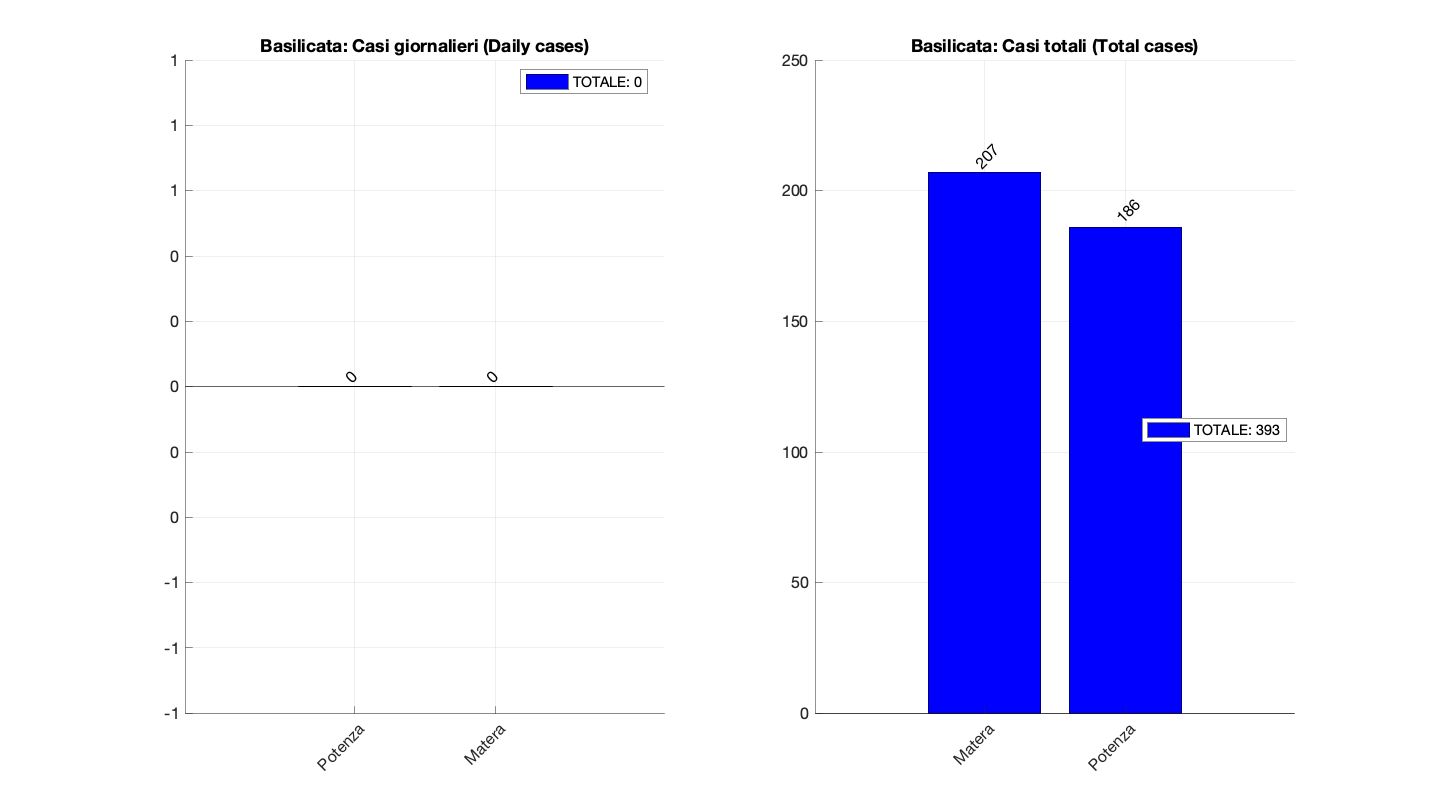 Basilicata: Casi giornalieri (Daily cases)
1
1
1
0
0
0
0
0
-1
-1
-1
TOTALE: 0
0
0
Potenza
Matera
Basilicata: Casi totali (Total cases)
250
200
150
100
50
0
207
186
TOTALE: 393
Matera
Potenza